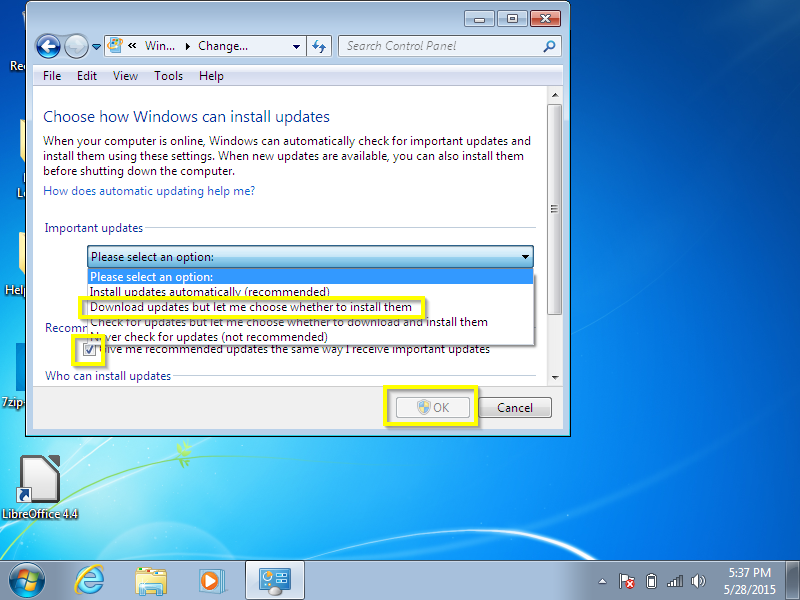 Win...
Change...
Search Control Panel
File Edit View Tools Help
Choose how Windows can install updates
When your computer is online, Windows can automatically check for important updates and
install them using these settings. When new updates are available, you can also install them
before shutting down the computer.
How does automatic updating help me?
Important updates
Please select an option:
Please select an option:
Install updates automatically (recommended)
Download updates but let me choose whether to install them
Check for updates but let me choose whether to download and install them
Never check for updates (not recommended)
Recomm
Give me recommended updates the same way I receive important updates
Who can install updates
OK Cancel
Rec
Help
7zip
LibreOffice 4.4
5:37 PM
5/28/2015